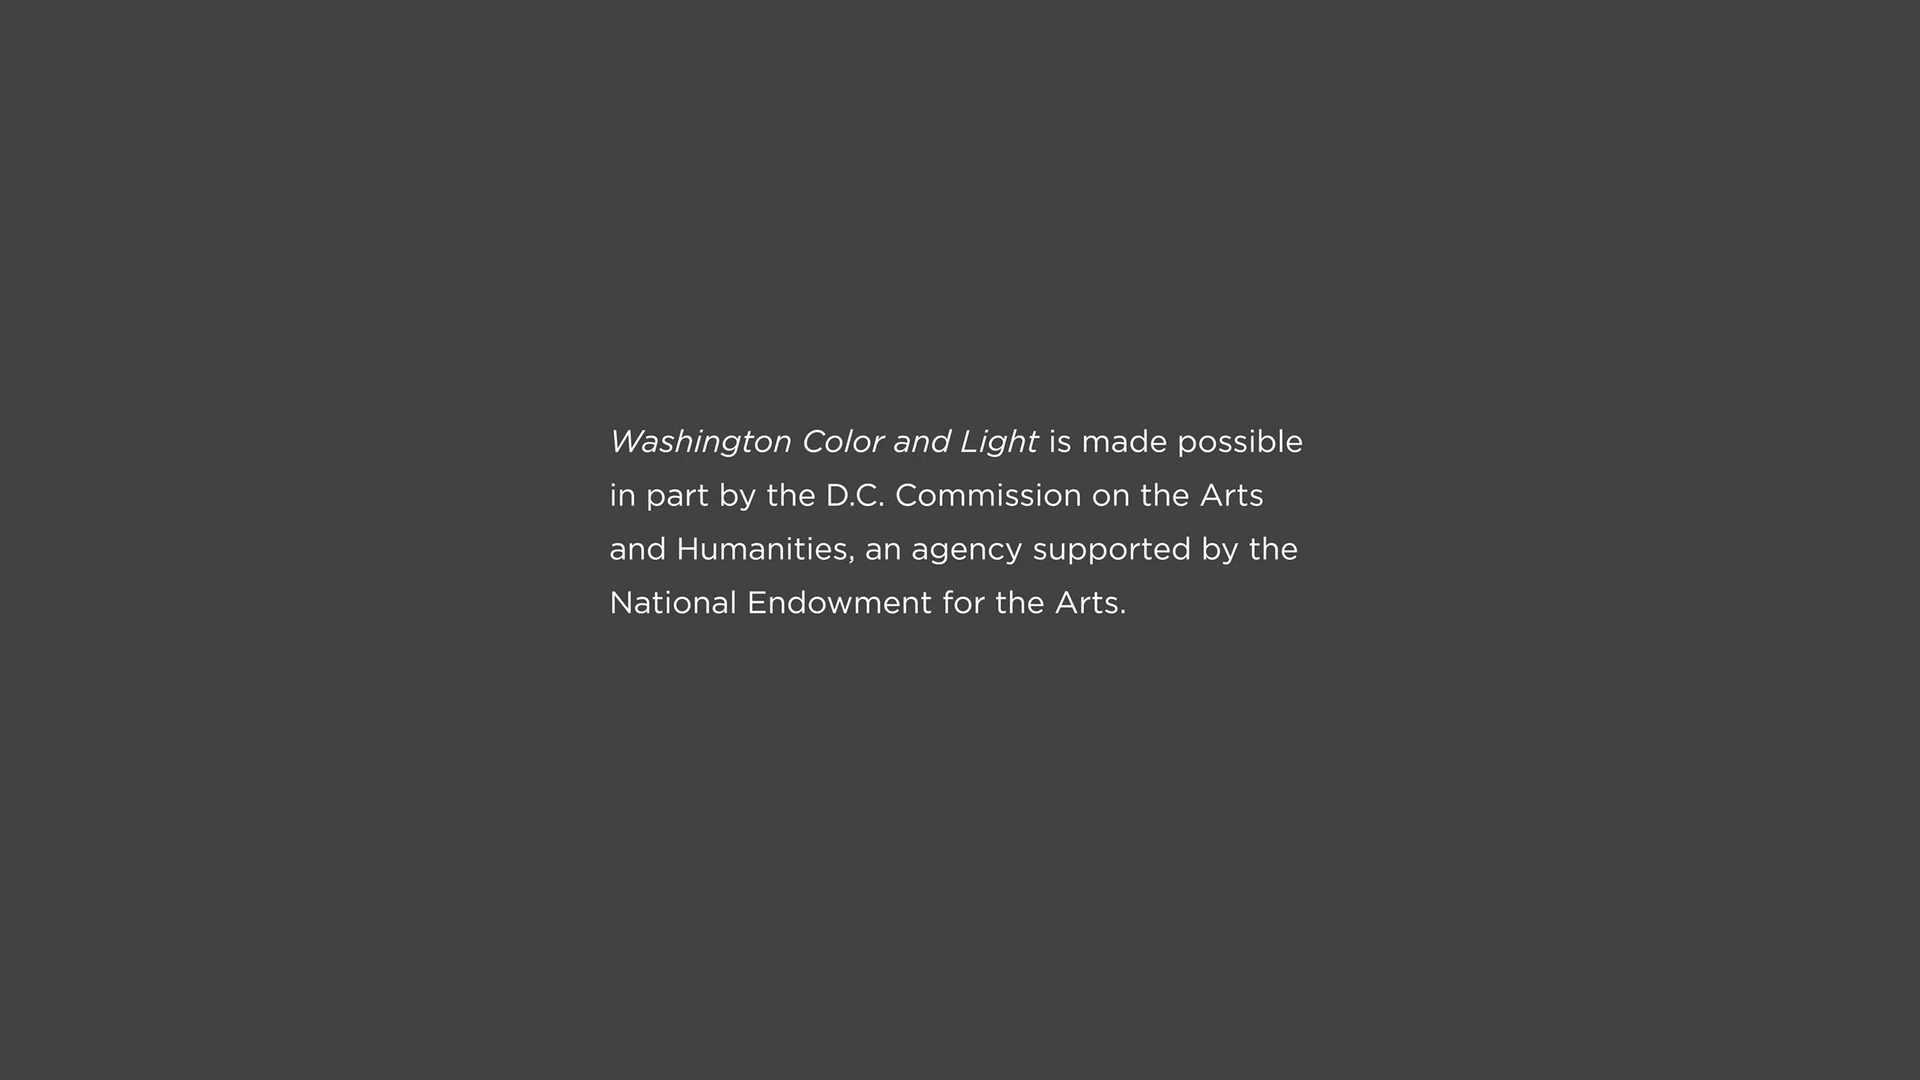 Washington Color and Light is made possible
in part by the D.C. Commission on the Arts
and Humanities, an agency supported by the
National Endowment for the Arts.